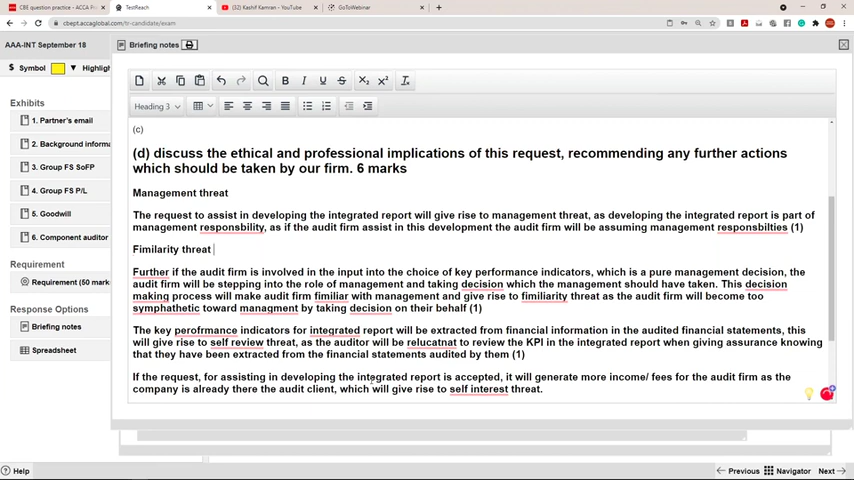 CBE question practice - ACCA Pr
TestReach
(32) Kashif Kamran - YouTube
GoToWebinar
cbept.accaglobal.com/tr-candidate/exam
AAA-INT September 18
Briefing notes
Symbol
Highligh
Heading 3
Exhibits
1. Partner's email
2. Background informa
3. Group FS SoFP
4. Group FS P/L
5. Goodwill
6. Component auditor
Requirement
Requirement (50 mark
Response Options
Briefing notes
Spreadsheet
(c)
(d) discuss the ethical and professional implications of this request, recommending any further actions
which should be taken by our firm. 6 marks
Management threat
The request to assist in developing the integrated report will give rise to management threat, as developing the integrated report is part of
management responsbility, as if the audit firm assist in this development the audit firm will be assuming management responsbilties (1)
Fimilarity threat
Further if the audit firm is involved in the input into the choice of key performance indicators, which is a pure management decision, the
audit firm will be stepping into the role of management and taking decision which the management should have taken. This decision
making process will make audit firm fimiliar with management and give rise to fimiliarity threat as the audit firm will become too
symphathetic toward managment by taking decision on their behalf (1)
The key perofrmance indicators for integrated report will be extracted from financial information in the audited financial statements, this
will give rise to self review threat, as the auditor will be relucatnat to review the KPI in the integrated report when giving assurance knowing
that they have been extracted from the financial statements audited by them (1)
If the request, for assisting in developing the integrated report is accepted, it will generate more income/ fees for the audit firm as the
company is already there the audit client, which will give rise to self interest threat.
Help
Previous
Navigator
Next